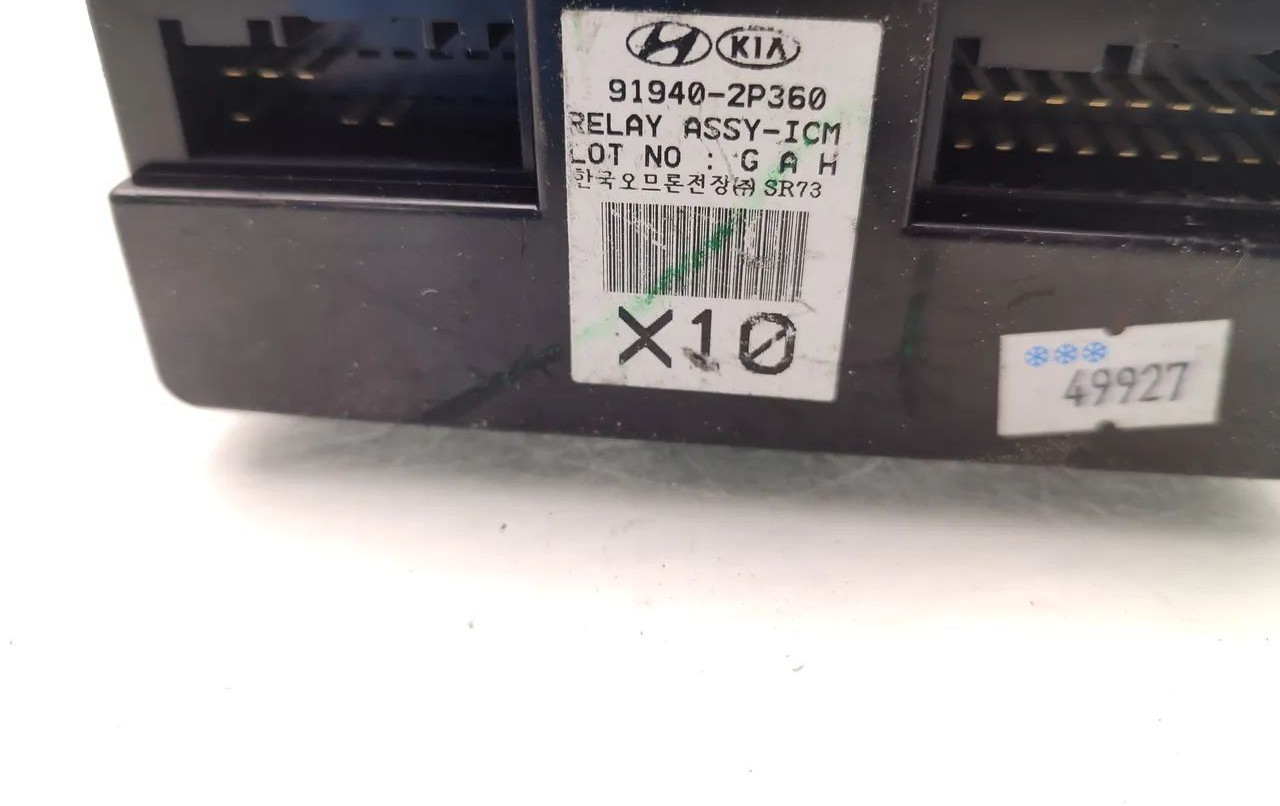 KIA
91940-2P360
RELAY ASSY-ICM
LOT NO : G A H
한국오므론전장㈜ SR73
X10
49927